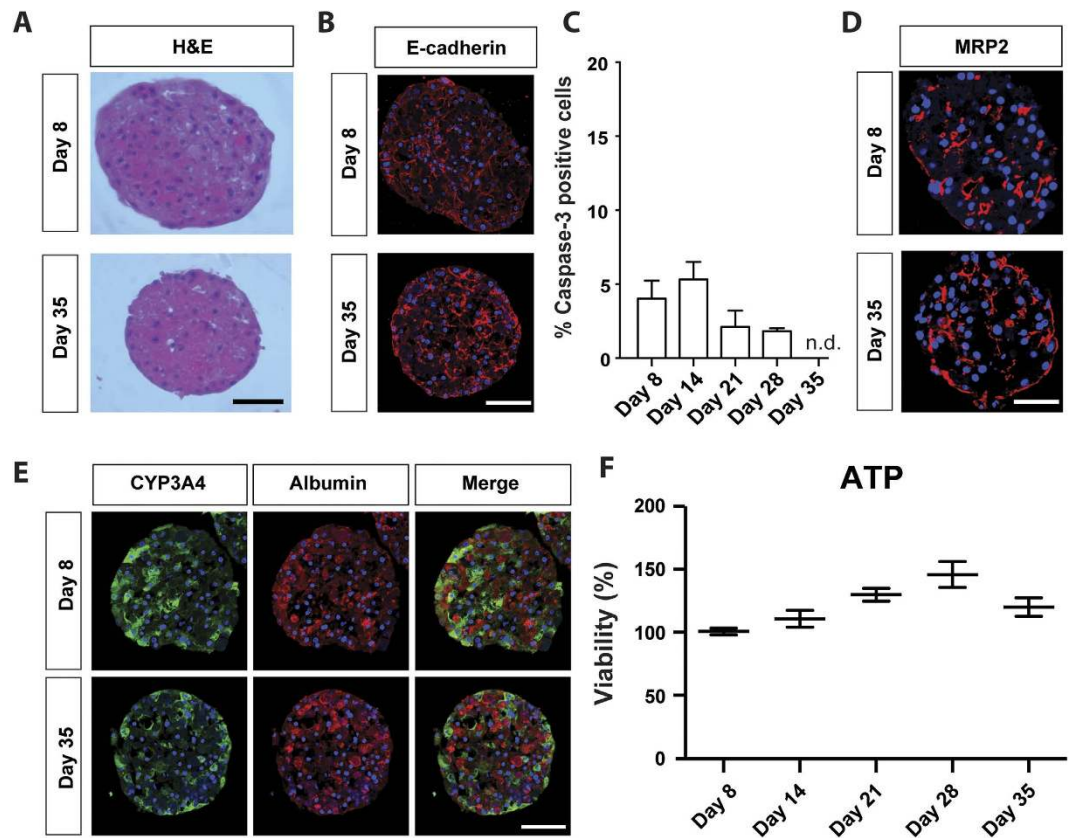 A
H&E
Day 8
Day 35
B
E-cadherin
Day 8
Day 35
C
% Caspase-3 positive cells
20
15
10
5
0
n.d.
Day 8
Day 14
Day 21
Day 28
Day 35
D
MRP2
Day 8
Day 35
E
CYP3A4
Albumin
Merge
Day 8
Day 35
F
ATP
Viability (%)
200
150
100
50
0
Day 8
Day 14
Day 21
Day 28
Day 35